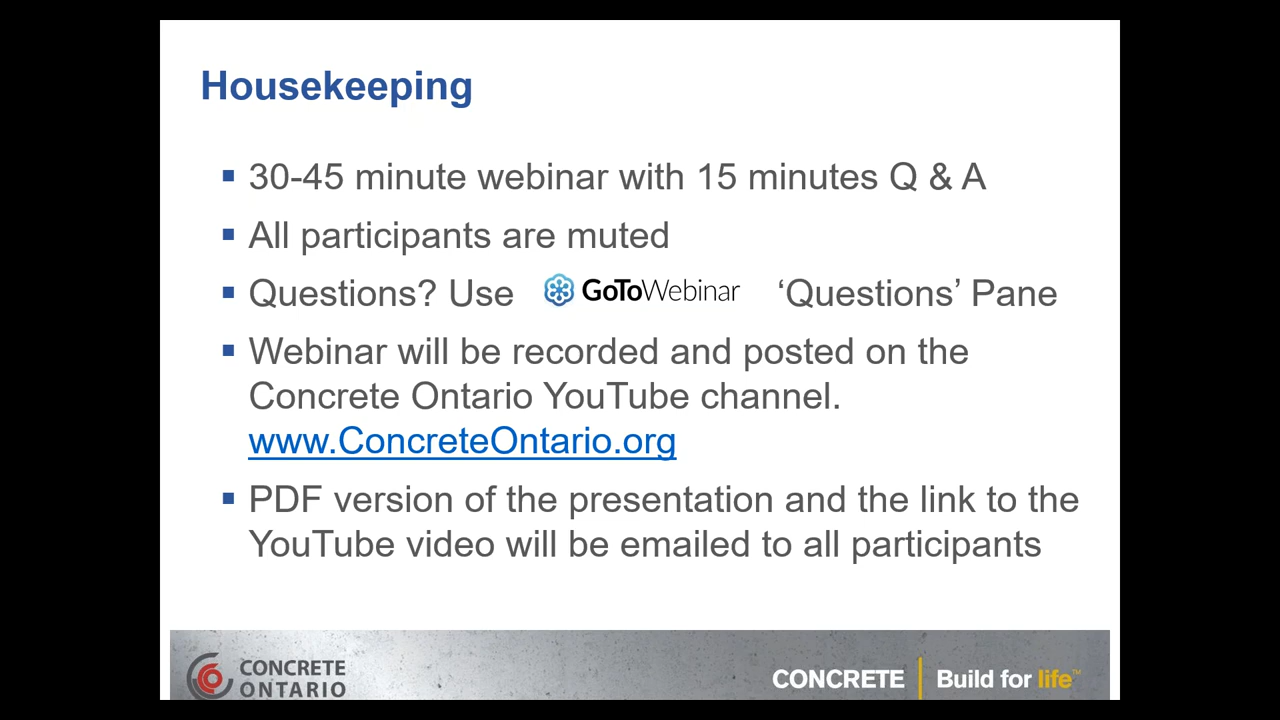 Housekeeping
▪ 30-45 minute webinar with 15 minutes Q & A
▪ All participants are muted
▪ Questions? Use GoToWebinar ‘Questions’ Pane
▪ Webinar will be recorded and posted on the
Concrete Ontario YouTube channel.
www.ConcreteOntario.org
▪ PDF version of the presentation and the link to the
YouTube video will be emailed to all participants
CONCRETE
ONTARIO
CONCRETE | Build for life™